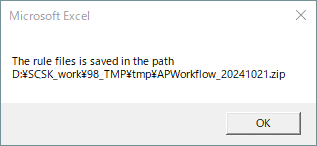 Microsoft Excel
The rule files is saved in the path
D:¥SCSK_work¥98_TMP¥tmp¥APWorkflow_20241021.zip
OK